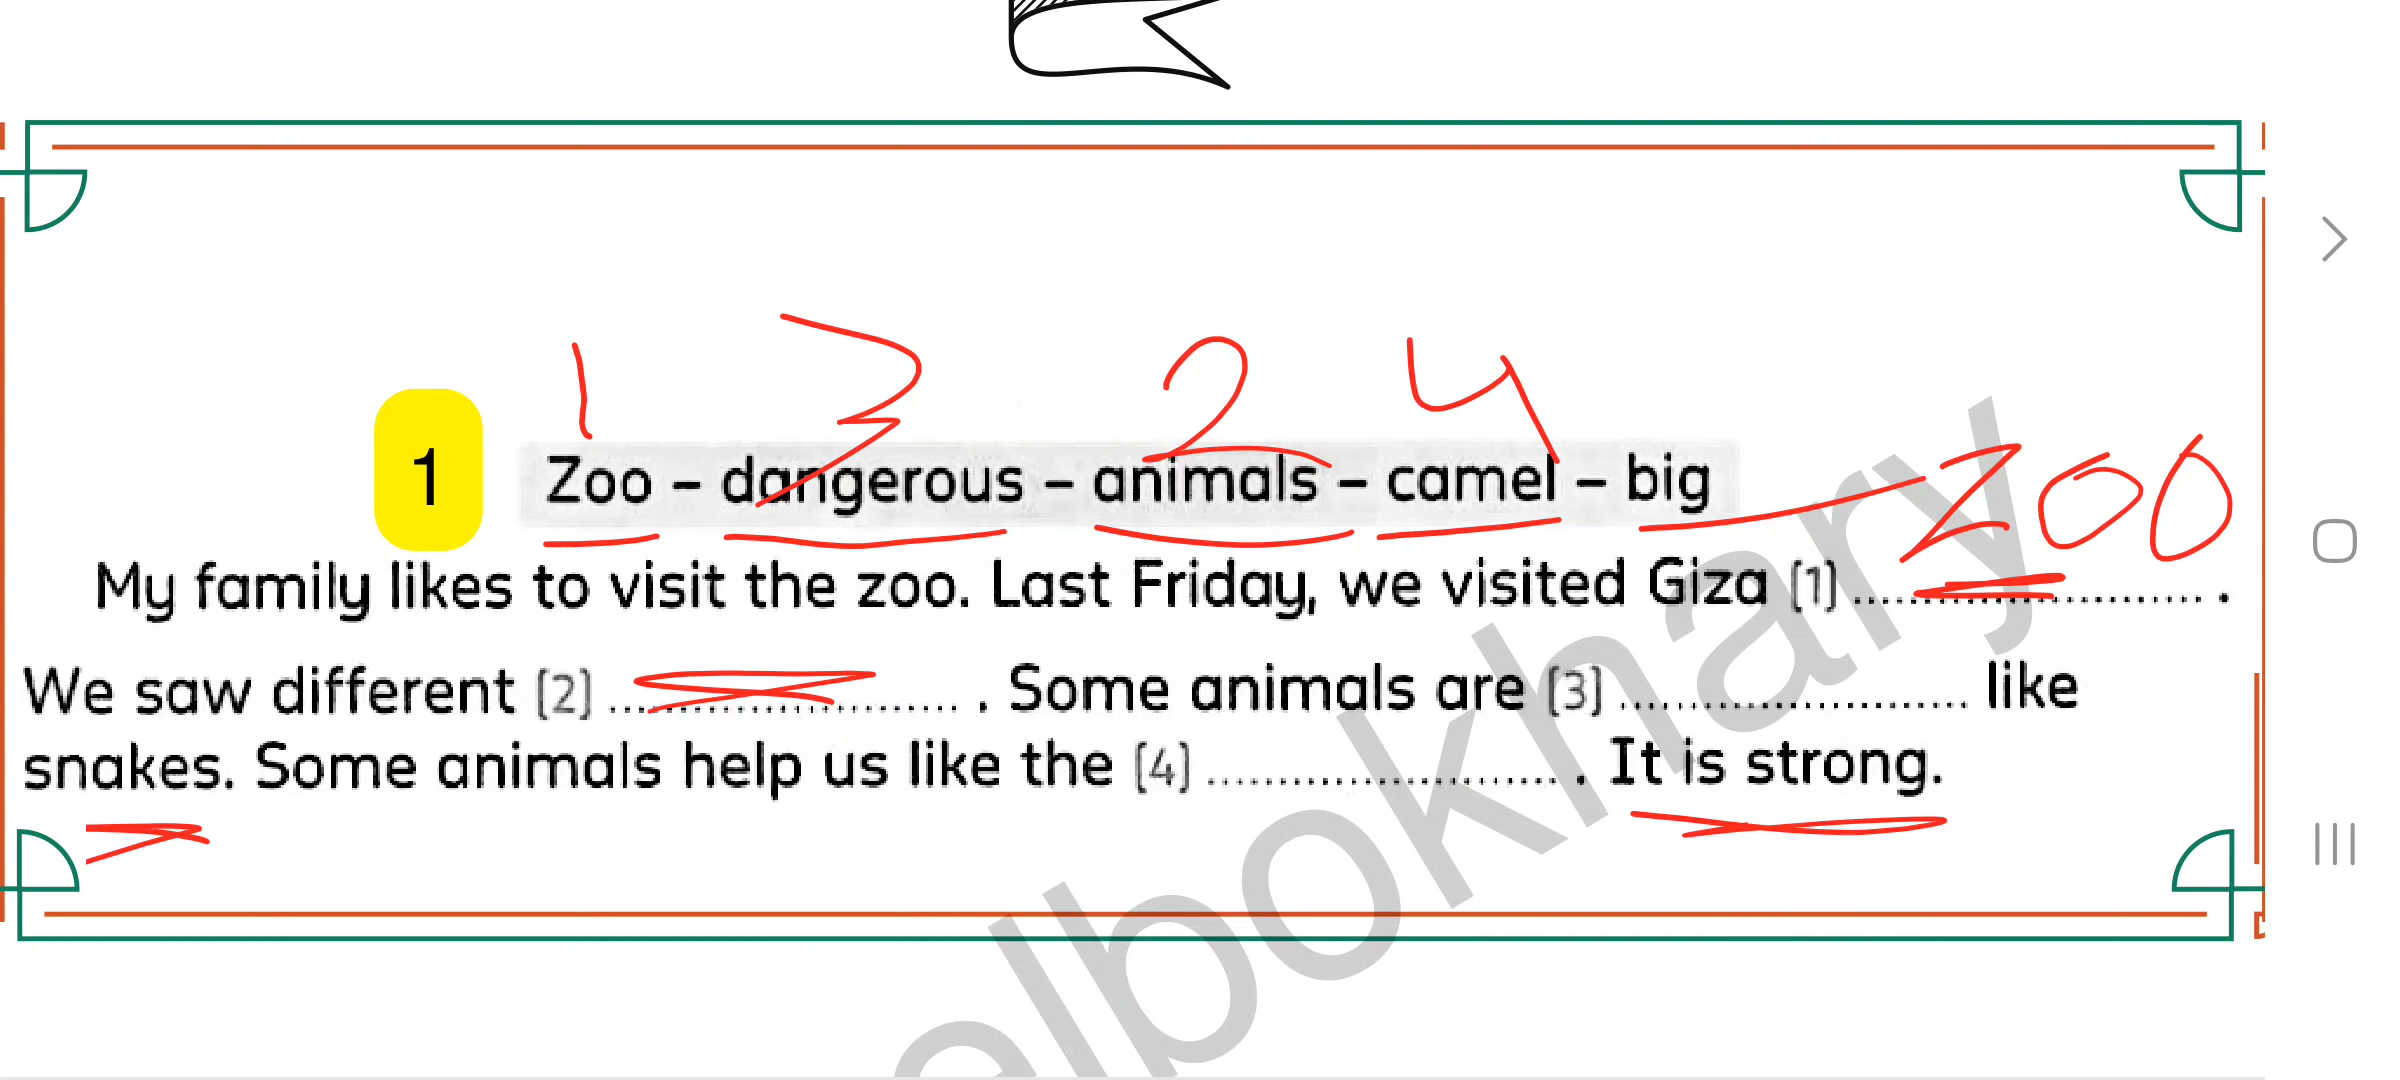 1 3 2 4
1 Zoo – dangerous – animals – camel – big
zoo
My family likes to visit the zoo. Last Friday, we visited Giza (1) .............................. .
We saw different (2) .............................. . Some animals are (3) .............................. like
snakes. Some animals help us like the (4) .............................. . It is strong.
albokhary